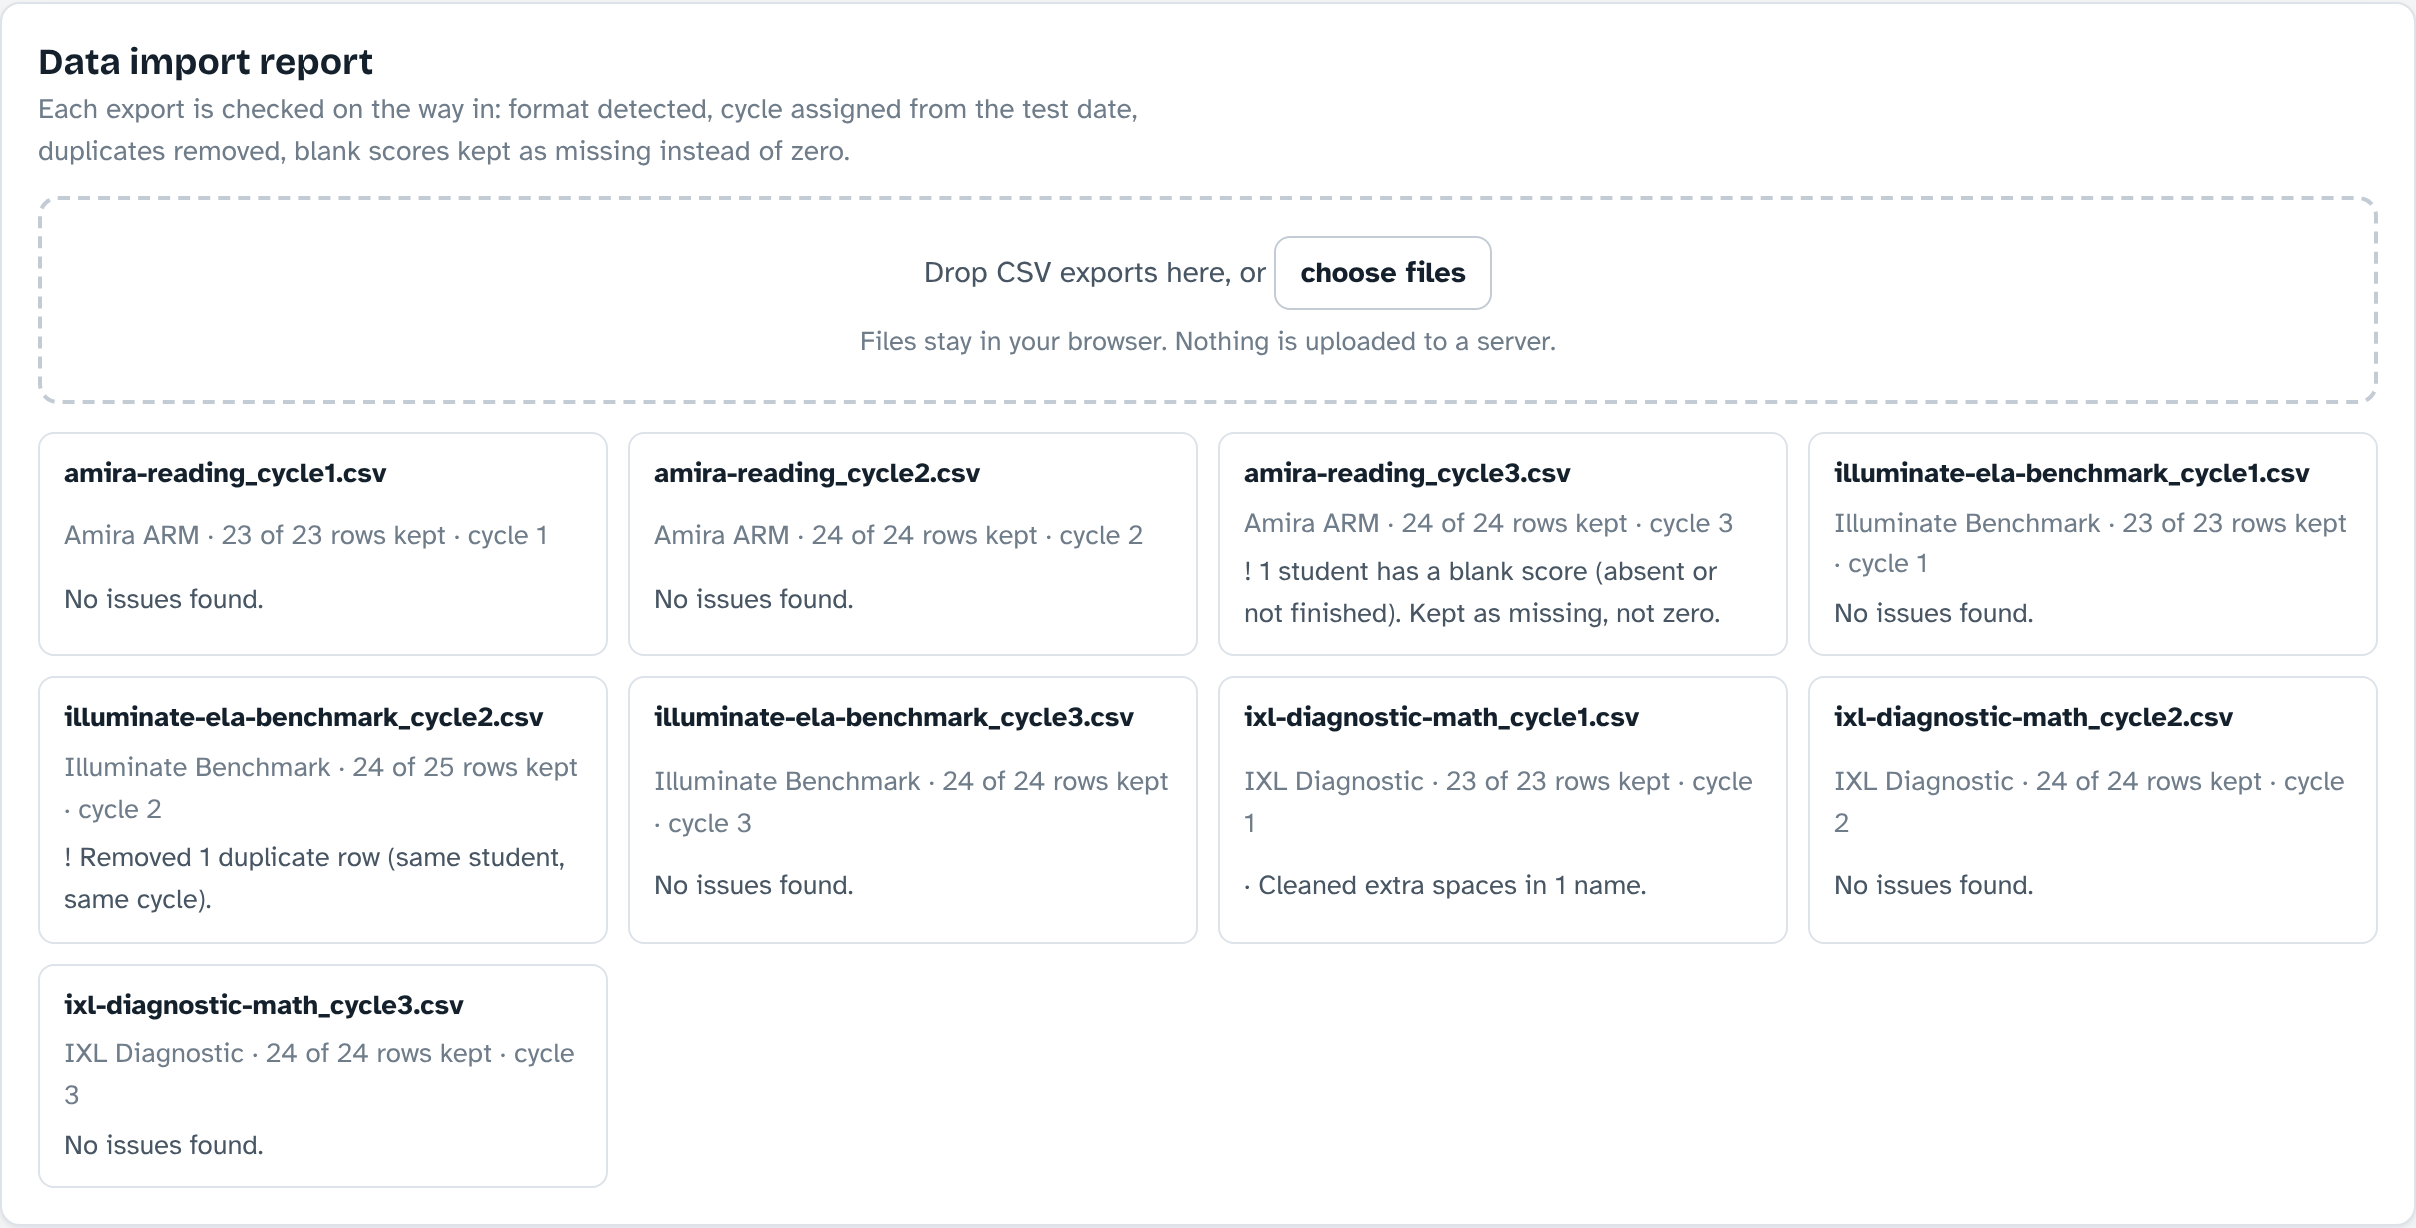 Data import report
Each export is checked on the way in: format detected, cycle assigned from the test date,
duplicates removed, blank scores kept as missing instead of zero.
Drop CSV exports here, or choose files
Files stay in your browser. Nothing is uploaded to a server.
amira-reading_cycle1.csv
Amira ARM · 23 of 23 rows kept · cycle 1
No issues found.
amira-reading_cycle2.csv
Amira ARM · 24 of 24 rows kept · cycle 2
No issues found.
amira-reading_cycle3.csv
Amira ARM · 24 of 24 rows kept · cycle 3
! 1 student has a blank score (absent or
not finished). Kept as missing, not zero.
illuminate-ela-benchmark_cycle1.csv
Illuminate Benchmark · 23 of 23 rows kept
· cycle 1
No issues found.
illuminate-ela-benchmark_cycle2.csv
Illuminate Benchmark · 24 of 25 rows kept
· cycle 2
! Removed 1 duplicate row (same student,
same cycle).
illuminate-ela-benchmark_cycle3.csv
Illuminate Benchmark · 24 of 24 rows kept
· cycle 3
No issues found.
ixl-diagnostic-math_cycle1.csv
IXL Diagnostic · 23 of 23 rows kept · cycle
1
· Cleaned extra spaces in 1 name.
ixl-diagnostic-math_cycle2.csv
IXL Diagnostic · 24 of 24 rows kept · cycle
2
No issues found.
ixl-diagnostic-math_cycle3.csv
IXL Diagnostic · 24 of 24 rows kept · cycle
3
No issues found.